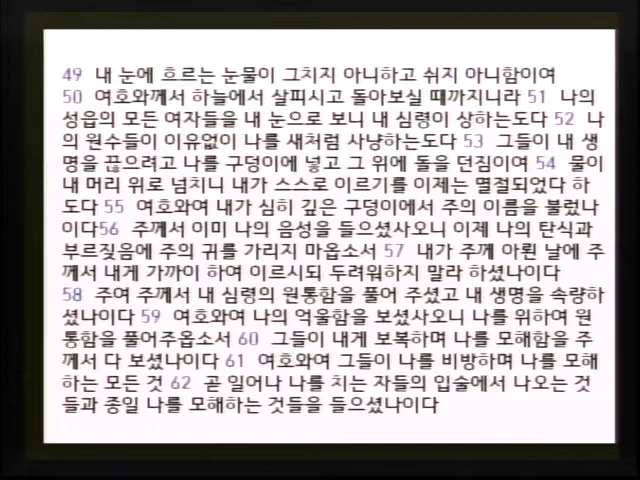 49 내 눈에 흐르는 눈물이 그치지 아니하고 쉬지 아니함이여
50 여호와께서 하늘에서 살피시고 돌아보실 때까지니라 51 나의
성읍의 모든 여자들을 내 눈으로 보니 내 심령이 상하는도다 52 나
의 원수들이 이유없이 나를 새처럼 사냥하는도다 53 그들이 내 생
명을 끊으려고 나를 구덩이에 넣고 그 위에 돌을 던짐이여 54 물이
내 머리 위로 넘치니 내가 스스로 이르기를 이제는 멸절되었다 하
도다 55 여호와여 내가 심히 깊은 구덩이에서 주의 이름을 불렀나
이다56 주께서 이미 나의 음성을 들으셨사오니 이제 나의 탄식과
부르짖음에 주의 귀를 가리지 마옵소서 57 내가 주께 아뢴 날에 주
께서 내게 가까이 하여 이르시되 두려워하지 말라 하셨나이다
58 주여 주께서 내 심령의 원통함을 풀어 주셨고 내 생명을 속량하
셨나이다 59 여호와여 나의 억울함을 보셨사오니 나를 위하여 원
통함을 풀어주옵소서 60 그들이 내게 보복하며 나를 모해함을 주
께서 다 보셨나이다 61 여호와여 그들이 나를 비방하며 나를 모해
하는 모든 것 62 곧 일어나 나를 치는 자들의 입술에서 나오는 것
들과 종일 나를 모해하는 것들을 들으셨나이다